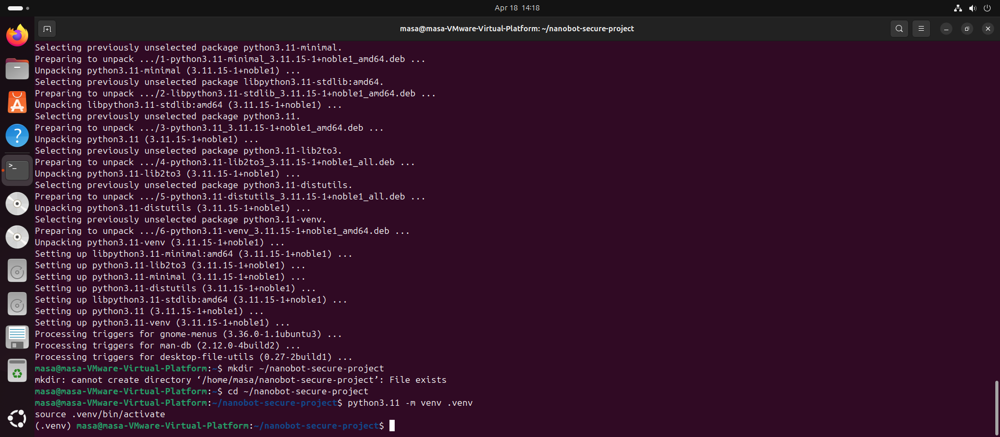 Apr 18 14:18
masa@masa-VMware-Virtual-Platform: ~/nanobot-secure-project
Selecting previously unselected package python3.11-minimal.
Preparing to unpack .../1-python3.11-minimal_3.11.15-1+noble1_amd64.deb ...
Unpacking python3.11-minimal (3.11.15-1+noble1) ...
Selecting previously unselected package libpython3.11-stdlib:amd64.
Preparing to unpack .../2-libpython3.11-stdlib_3.11.15-1+noble1_amd64.deb ...
Unpacking libpython3.11-stdlib:amd64 (3.11.15-1+noble1) ...
Selecting previously unselected package python3.11.
Preparing to unpack .../3-python3.11_3.11.15-1+noble1_amd64.deb ...
Unpacking python3.11 (3.11.15-1+noble1) ...
Selecting previously unselected package python3.11-lib2to3.
Preparing to unpack .../4-python3.11-lib2to3_3.11.15-1+noble1_all.deb ...
Unpacking python3.11-lib2to3 (3.11.15-1+noble1) ...
Selecting previously unselected package python3.11-distutils.
Preparing to unpack .../5-python3.11-distutils_3.11.15-1+noble1_all.deb ...
Unpacking python3.11-distutils (3.11.15-1+noble1) ...
Selecting previously unselected package python3.11-venv.
Preparing to unpack .../6-python3.11-venv_3.11.15-1+noble1_amd64.deb ...
Unpacking python3.11-venv (3.11.15-1+noble1) ...
Setting up libpython3.11-minimal:amd64 (3.11.15-1+noble1) ...
Setting up python3.11-lib2to3 (3.11.15-1+noble1) ...
Setting up python3.11-minimal (3.11.15-1+noble1) ...
Setting up python3.11-distutils (3.11.15-1+noble1) ...
Setting up libpython3.11-stdlib:amd64 (3.11.15-1+noble1) ...
Setting up python3.11 (3.11.15-1+noble1) ...
Setting up python3.11-venv (3.11.15-1+noble1) ...
Processing triggers for gnome-menus (3.36.0-1.1ubuntu3) ...
Processing triggers for man-db (2.12.0-4build2) ...
Processing triggers for desktop-file-utils (0.27-2build1) ...
masa@masa-VMware-Virtual-Platform:~$ mkdir ~/nanobot-secure-project
mkdir: cannot create directory ‘/home/masa/nanobot-secure-project’: File exists
masa@masa-VMware-Virtual-Platform:~$ cd ~/nanobot-secure-project
masa@masa-VMware-Virtual-Platform:~/nanobot-secure-project$ python3.11 -m venv .venv
source .venv/bin/activate
(.venv) masa@masa-VMware-Virtual-Platform:~/nanobot-secure-project$